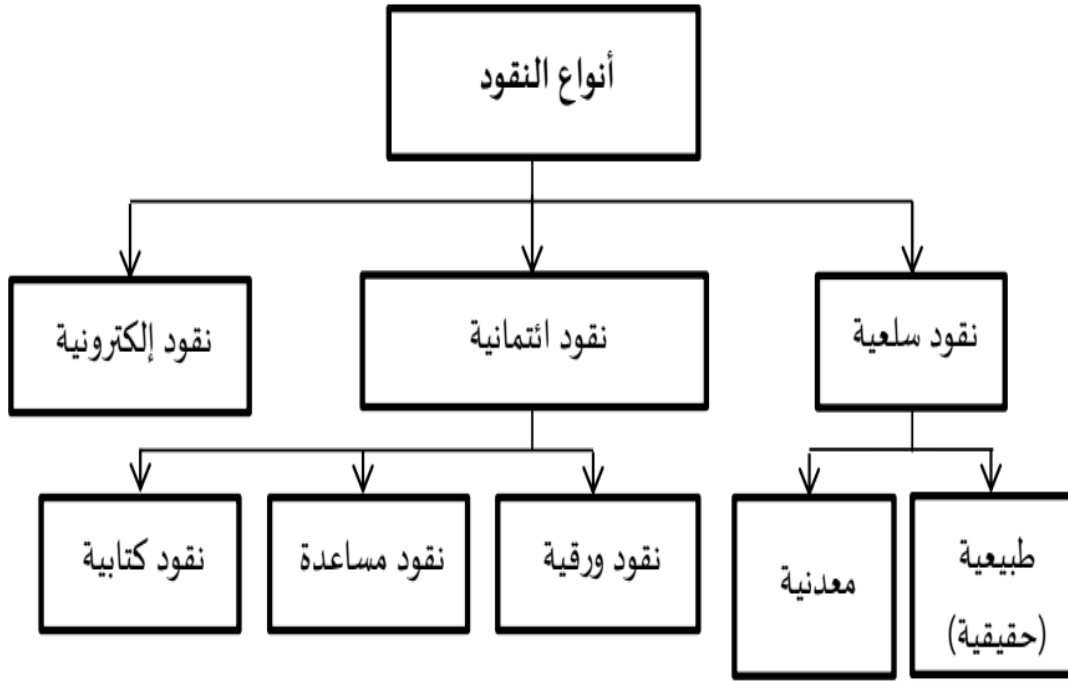 أنواع النقود
نقود سلعية
نقود ائتمانية
نقود إلكترونية
طبيعية
(حقيقية)
معدنية
نقود ورقية
نقود مساعدة
نقود كتابية